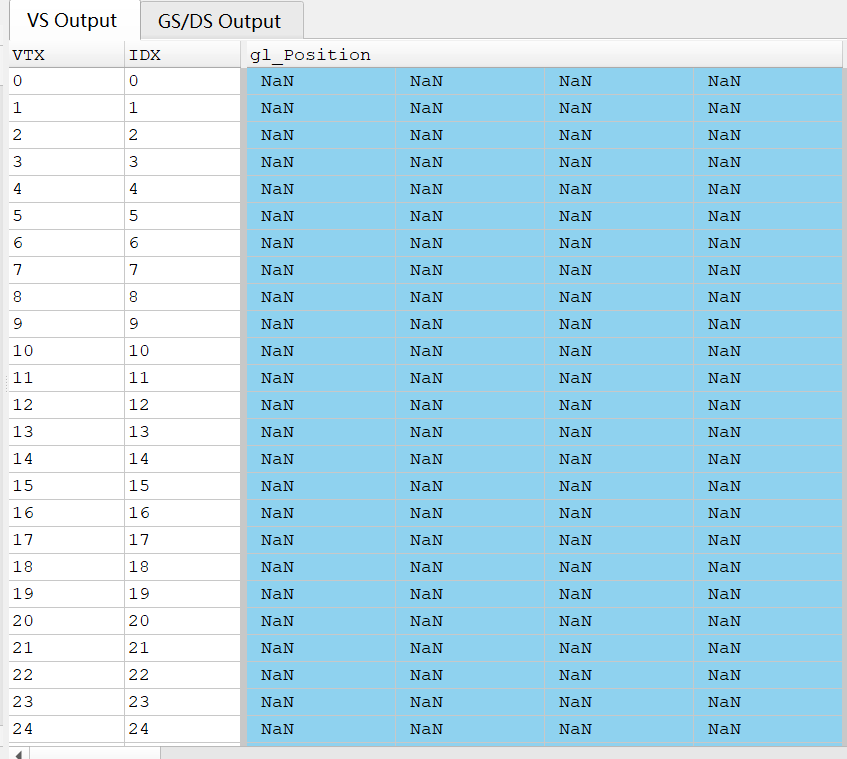 VS Output GS/DS Output
VTX IDX gl_Position
0 0 NaN NaN NaN NaN
1 1 NaN NaN NaN NaN
2 2 NaN NaN NaN NaN
3 3 NaN NaN NaN NaN
4 4 NaN NaN NaN NaN
5 5 NaN NaN NaN NaN
6 6 NaN NaN NaN NaN
7 7 NaN NaN NaN NaN
8 8 NaN NaN NaN NaN
9 9 NaN NaN NaN NaN
10 10 NaN NaN NaN NaN
11 11 NaN NaN NaN NaN
12 12 NaN NaN NaN NaN
13 13 NaN NaN NaN NaN
14 14 NaN NaN NaN NaN
15 15 NaN NaN NaN NaN
16 16 NaN NaN NaN NaN
17 17 NaN NaN NaN NaN
18 18 NaN NaN NaN NaN
19 19 NaN NaN NaN NaN
20 20 NaN NaN NaN NaN
21 21 NaN NaN NaN NaN
22 22 NaN NaN NaN NaN
23 23 NaN NaN NaN NaN
24 24 NaN NaN NaN NaN